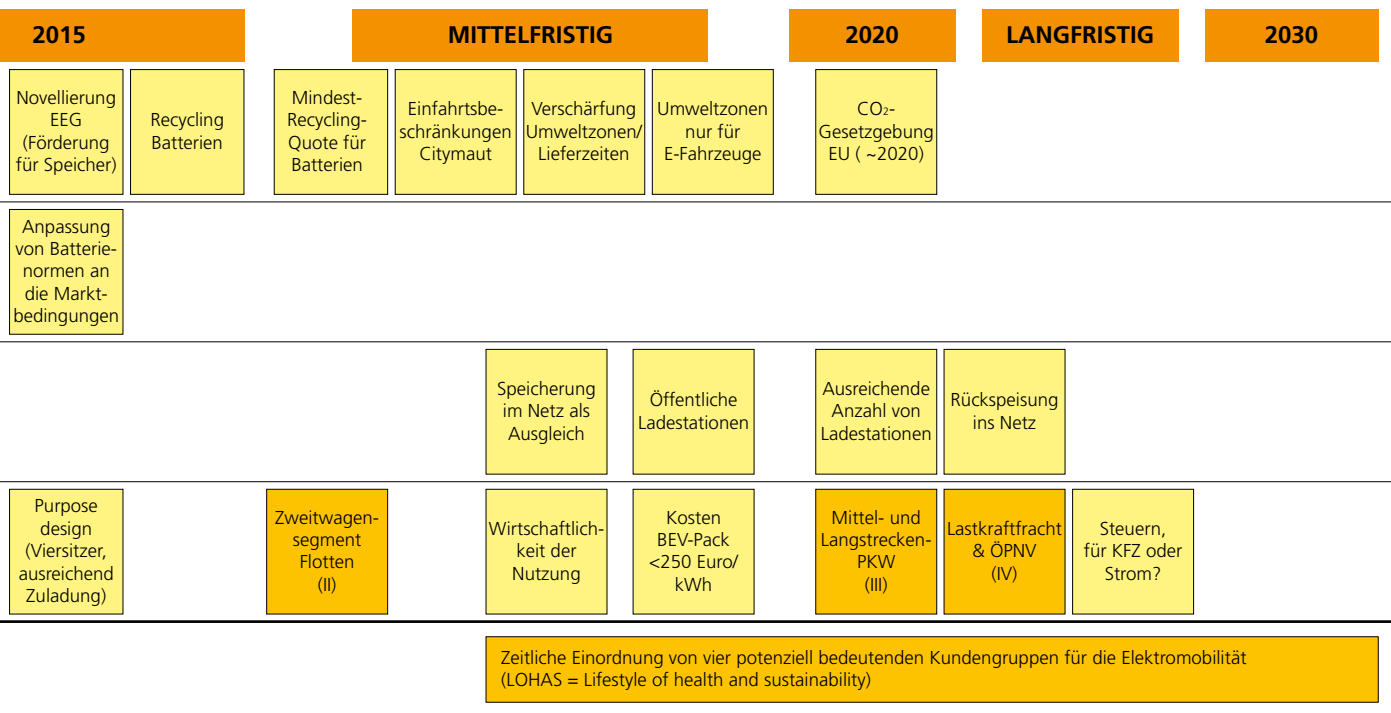 2015
MITTELFRISTIG
2020
LANGFRISTIG
2030
Novellierung
EEG
(Förderung
für Speicher)
Recycling
Batterien
Mindest-
Recycling-
Quote für
Batterien
Einfahrtsbe-
schränkungen
Citymaut
Verschärfung
Umweltzonen/
Lieferzeiten
Umweltzonen
nur für
E-Fahrzeuge
CO2-
Gesetzgebung
EU ( ~2020)
Anpassung
von Batterie-
normen an
die Markt-
bedingungen
Speicherung
im Netz als
Ausgleich
Öffentliche
Ladestationen
Ausreichende
Anzahl von
Ladestationen
Rückspeisung
ins Netz
Purpose
design
(Viersitzer,
ausreichend
Zuladung)
Zweitwagen-
segment
Flotten
(II)
Wirtschaftlich-
keit der
Nutzung
Kosten
BEV-Pack
<250 Euro/
kWh
Mittel- und
Langstrecken-
PKW
(III)
Lastkraftfracht
& ÖPNV
(IV)
Steuern,
für KFZ oder
Strom?
Zeitliche Einordnung von vier potenziell bedeutenden Kundengruppen für die Elektromobilität
(LOHAS = Lifestyle of health and sustainability)